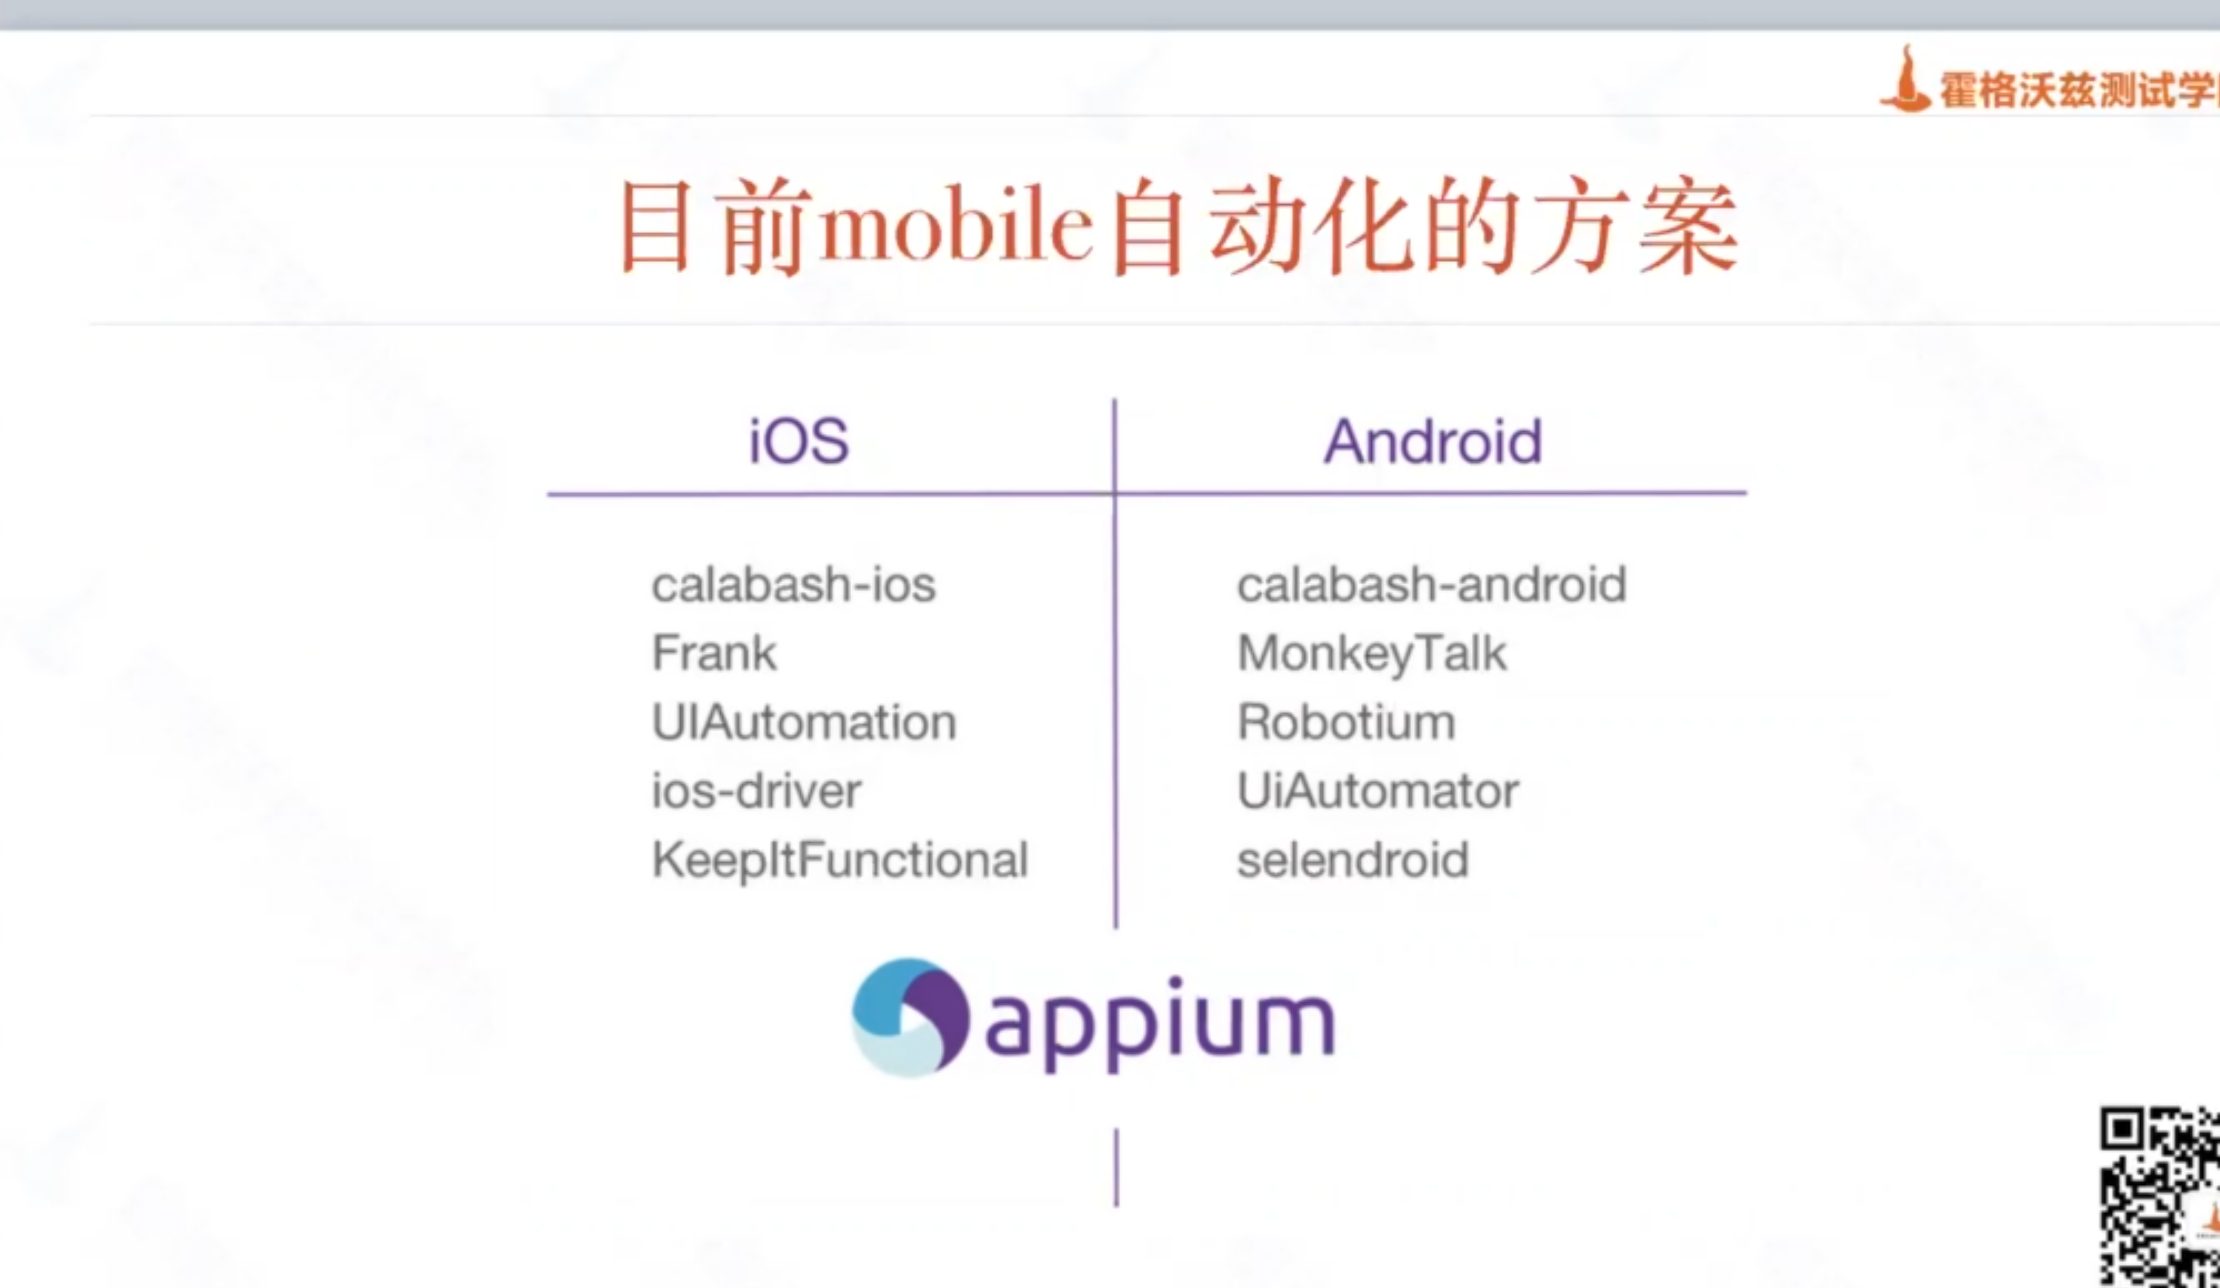 霍格沃兹测试学
目前mobile自动化的方案
iOS
Android
calabash-ios
Frank
UIAutomation
ios-driver
KeepItFunctional
calabash-android
MonkeyTalk
Robotium
UiAutomator
selendroid
appium